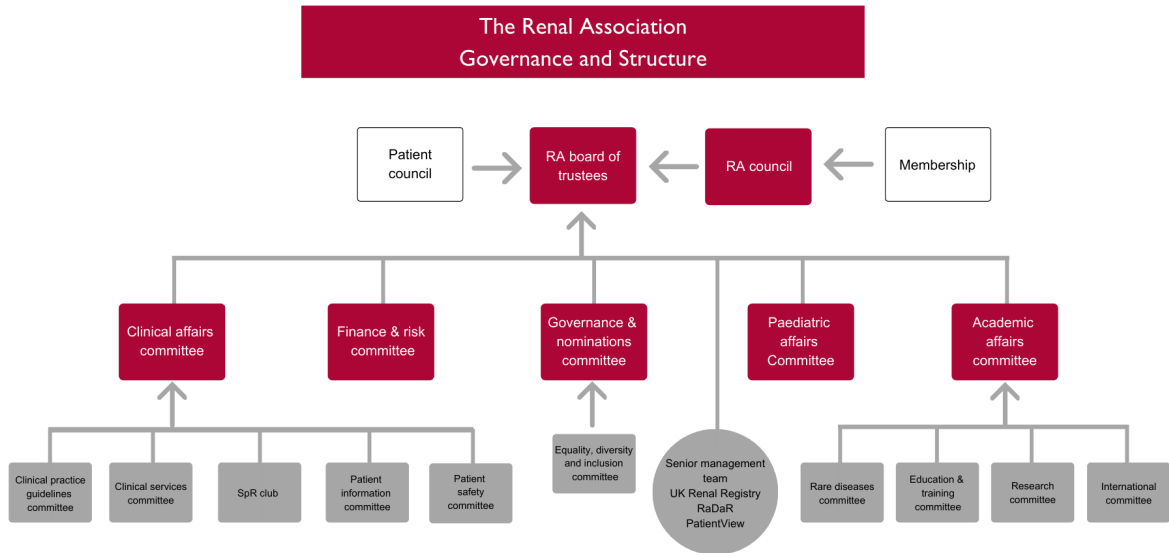 The Renal Association
Governance and Structure
Patient
council
RA board of
trustees
RA council
Membership
Clinical affairs
committee
Finance & risk
committee
Governance &
nominations
committee
Paediatric
affairs
Committee
Academic
affairs
committee
Clinical practice
guidelines
committee
Clinical services
committee
SpR club
Patient
information
committee
Patient
safety
committee
Equality, diversity
and inclusion
committee
Senior management
team
UK Renal Registry
RaDaR
PatientView
Rare diseases
committee
Education &
training
committee
Research
committee
International
committee